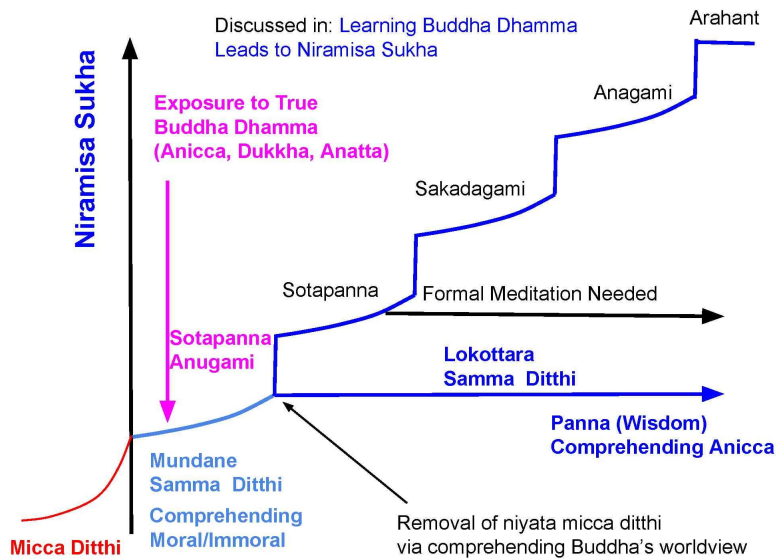 Discussed in: Learning Buddha Dhamma
Leads to Niramisa Sukha
Arahant
Niramisa Sukha
Exposure to True
Buddha Dhamma
(Anicca, Dukkha, Anatta)
Anagami
Sakadagami
Sotapanna
Formal Meditation Needed
Sotapanna
Anugami
Lokottara
Samma Ditthi
Panna (Wisdom)
Comprehending Anicca
Mundane
Samma Ditthi
Comprehending
Moral/Immoral
Micca Ditthi
Removal of niyata micca ditthi
via comprehending Buddha's worldview